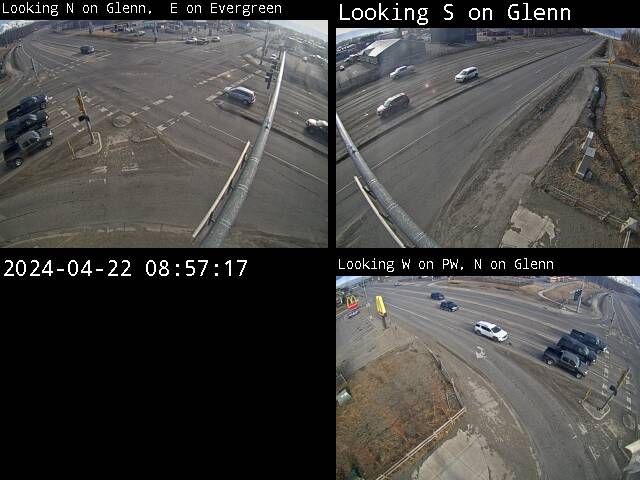 Looking N on Glenn,  E on Evergreen
Looking S on Glenn
2024-04-22 08:57:17
Looking W on PW, N on Glenn